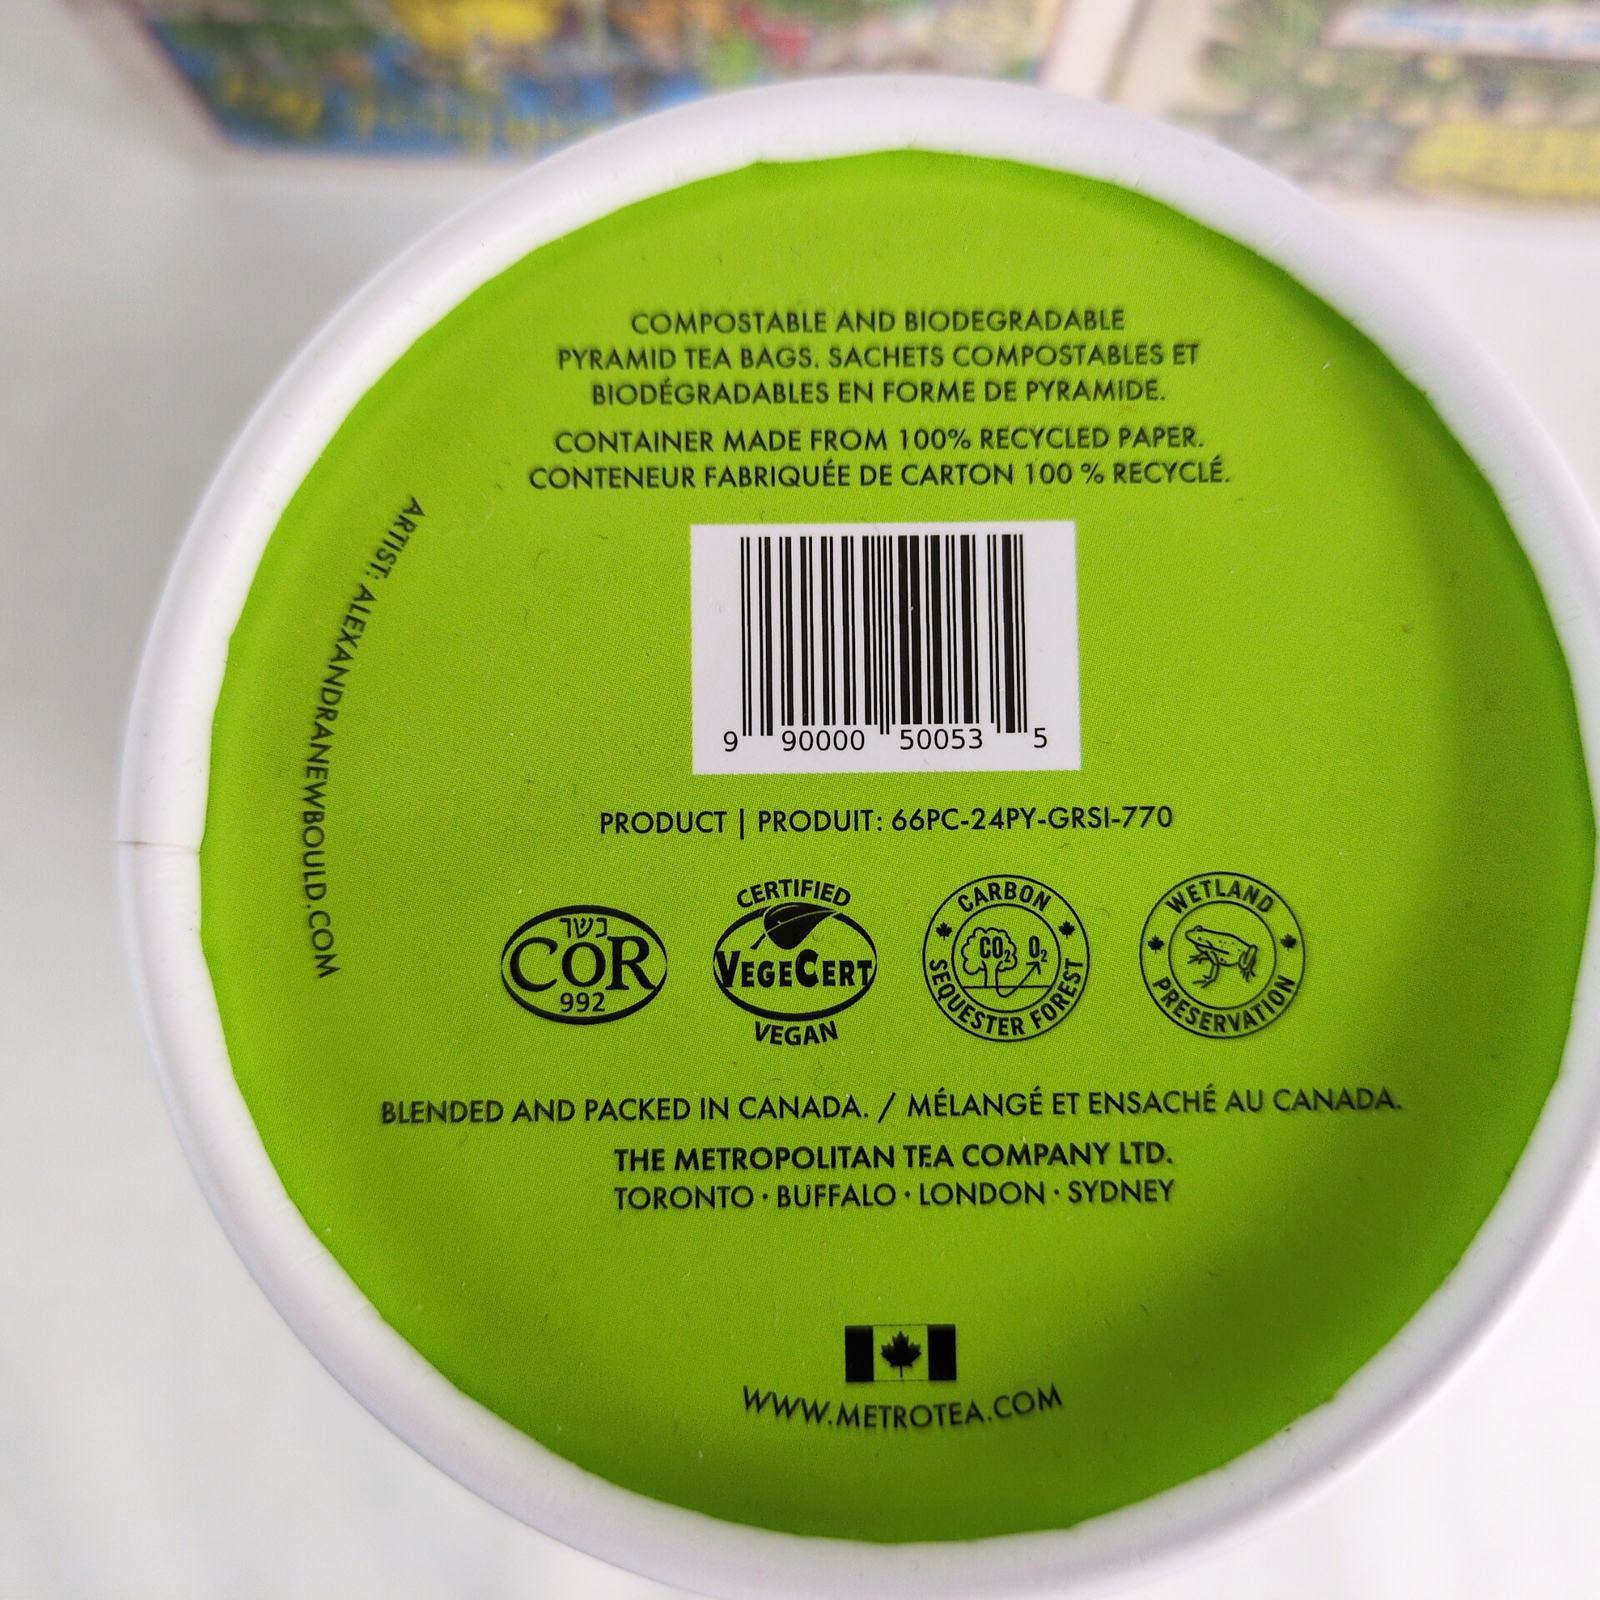 COMPOSTABLE AND BIODEGRADABLE
PYRAMID TEA BAGS. SACHETS COMPOSTABLES ET
BIODÉGRADABLES EN FORME DE PYRAMIDE.
CONTAINER MADE FROM 100% RECYCLED PAPER.
CONTENEUR FABRIQUÉE DE CARTON 100 % RECYCLÉ.
ARTIST: ALEXANDRANEWBOULD.COM
9 90000 50053 5
PRODUCT | PRODUIT: 66PC-24PY-GRSI-770
כשר
COR
992
CERTIFIED
VEGECERT
VEGAN
CARBON
CO2 O2
SEQUESTER FOREST
WETLAND
PRESERVATION
BLENDED AND PACKED IN CANADA. / MÉLANGÉ ET ENSACHÉ AU CANADA.
THE METROPOLITAN TEA COMPANY LTD.
TORONTO · BUFFALO · LONDON · SYDNEY
WWW.METROTEA.COM